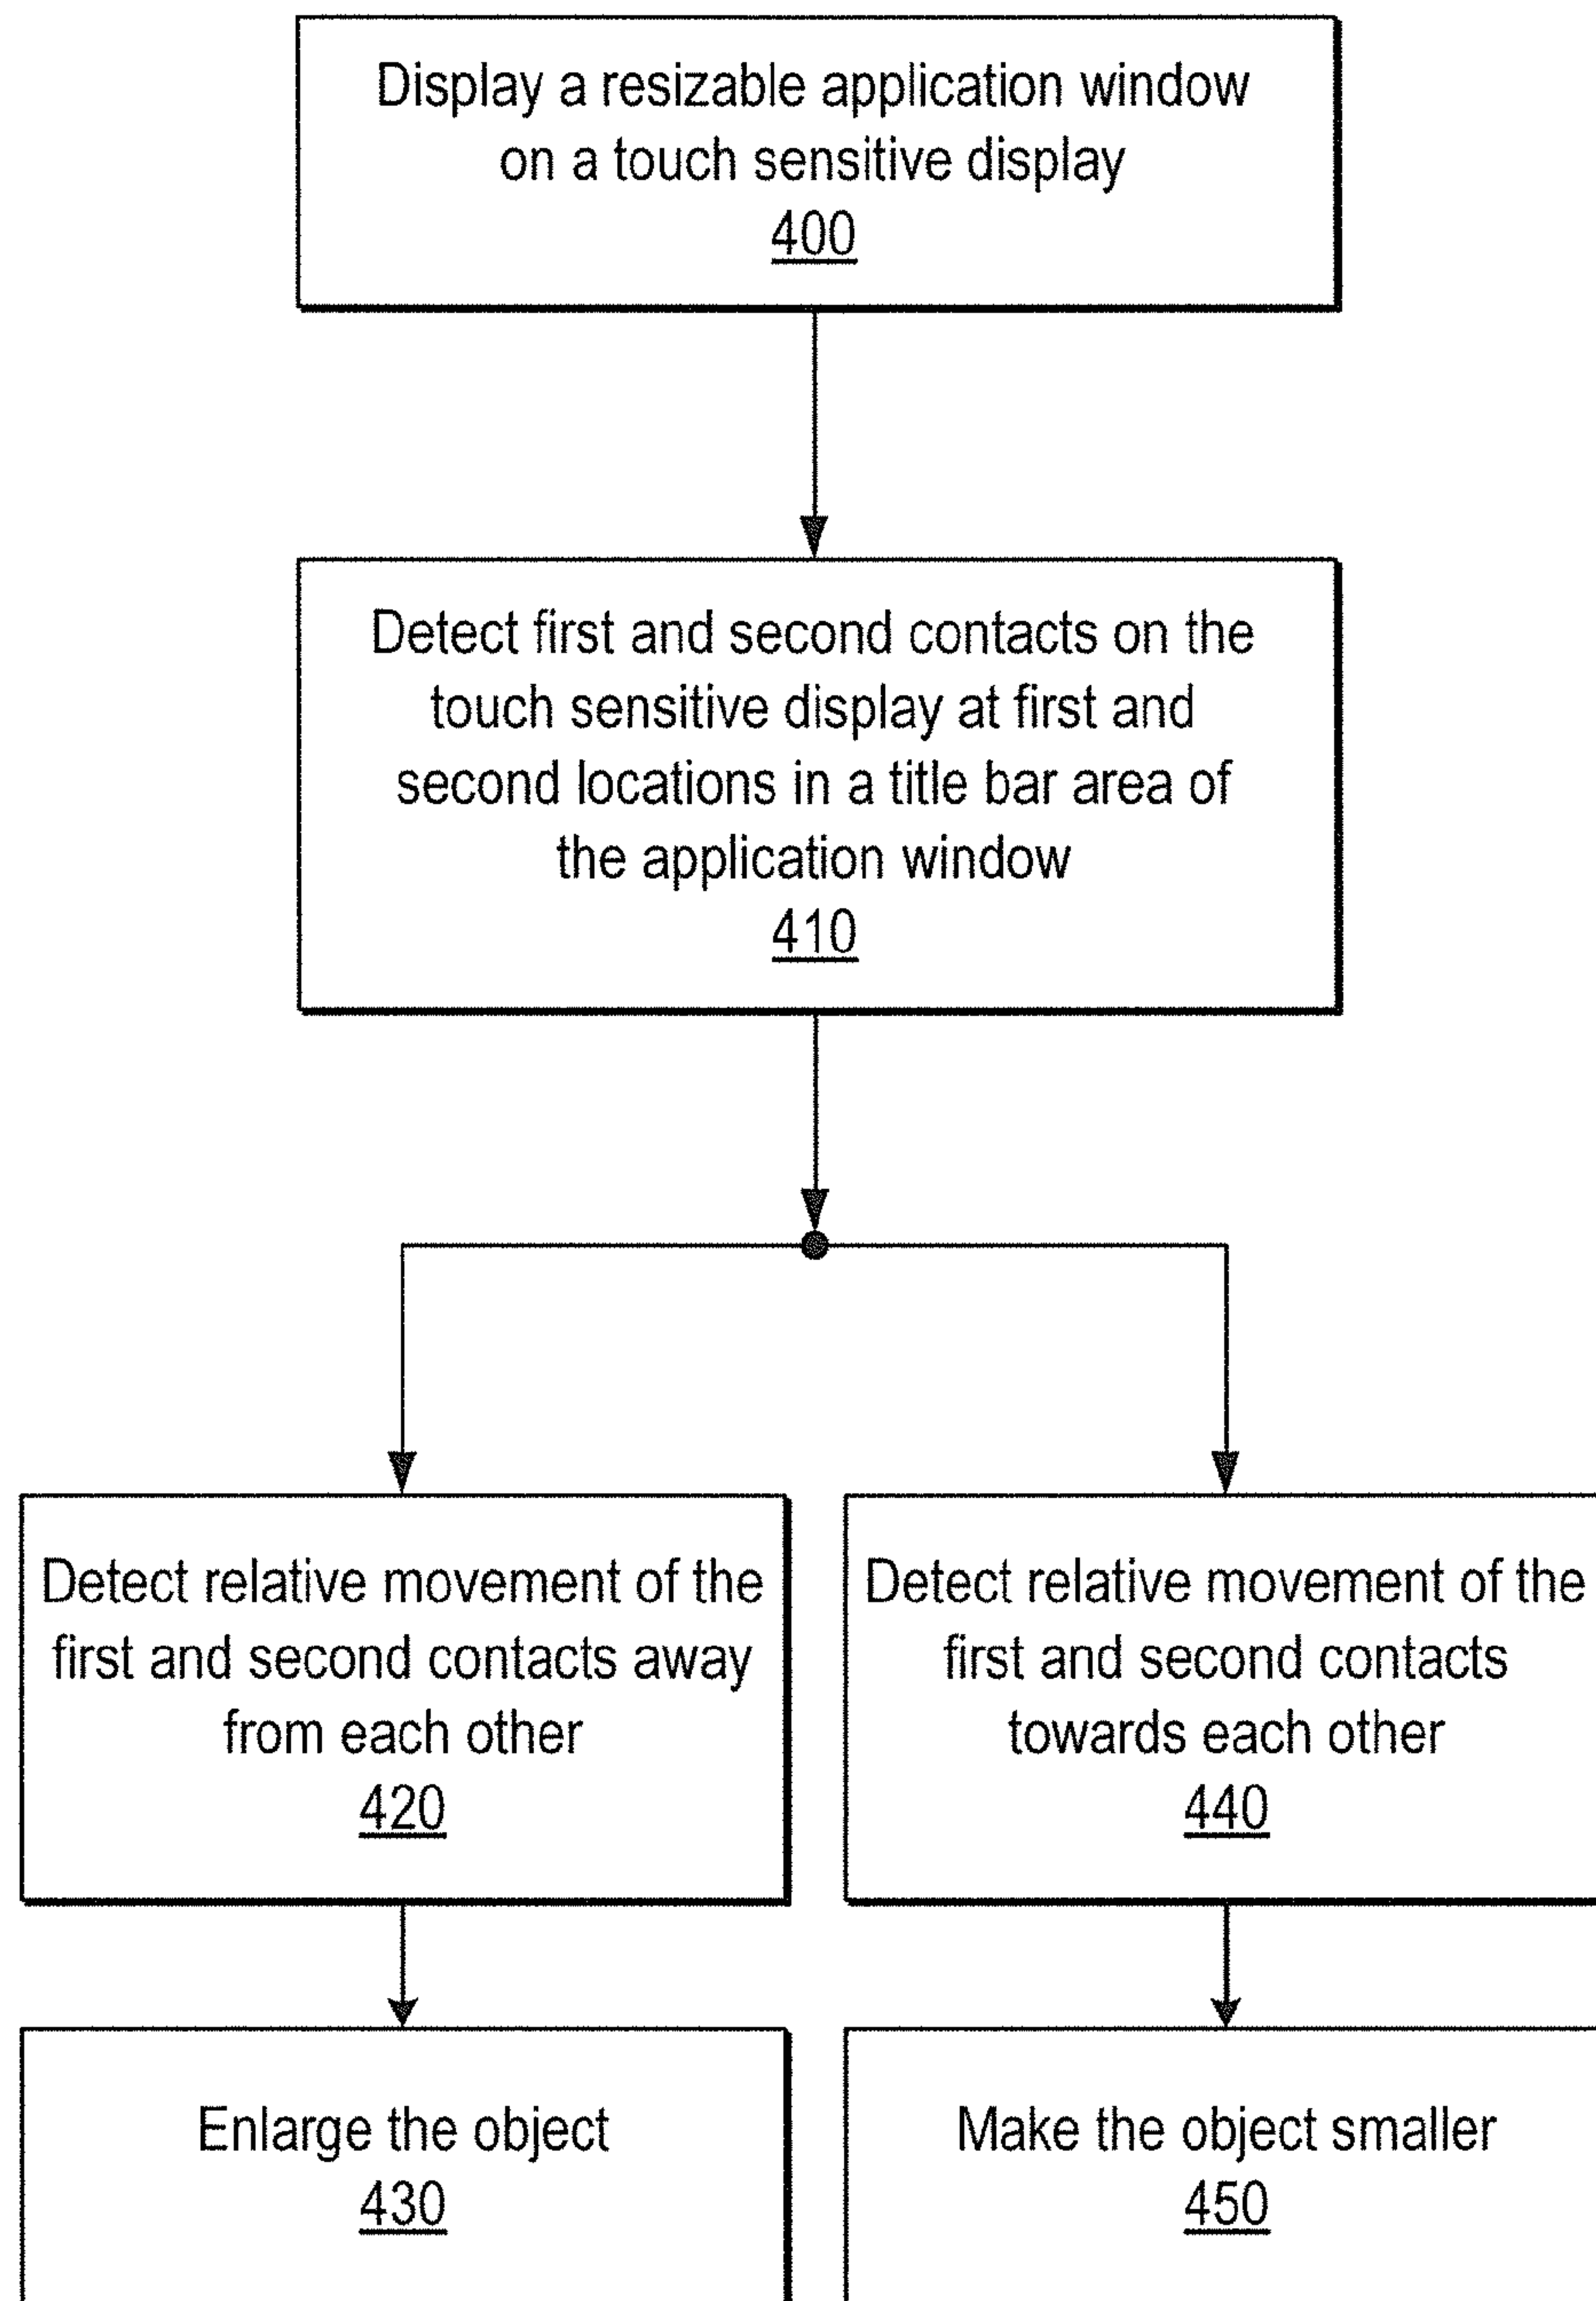 Display a resizable application window
on a touch sensitive display
400
Detect first and second contacts on the
touch sensitive display at first and
second locations in a title bar area of
the application window
410
Detect relative movement of the
first and second contacts away
from each other
420
Detect relative movement of the
first and second contacts
towards each other
440
Enlarge the object
430
Make the object smaller
450